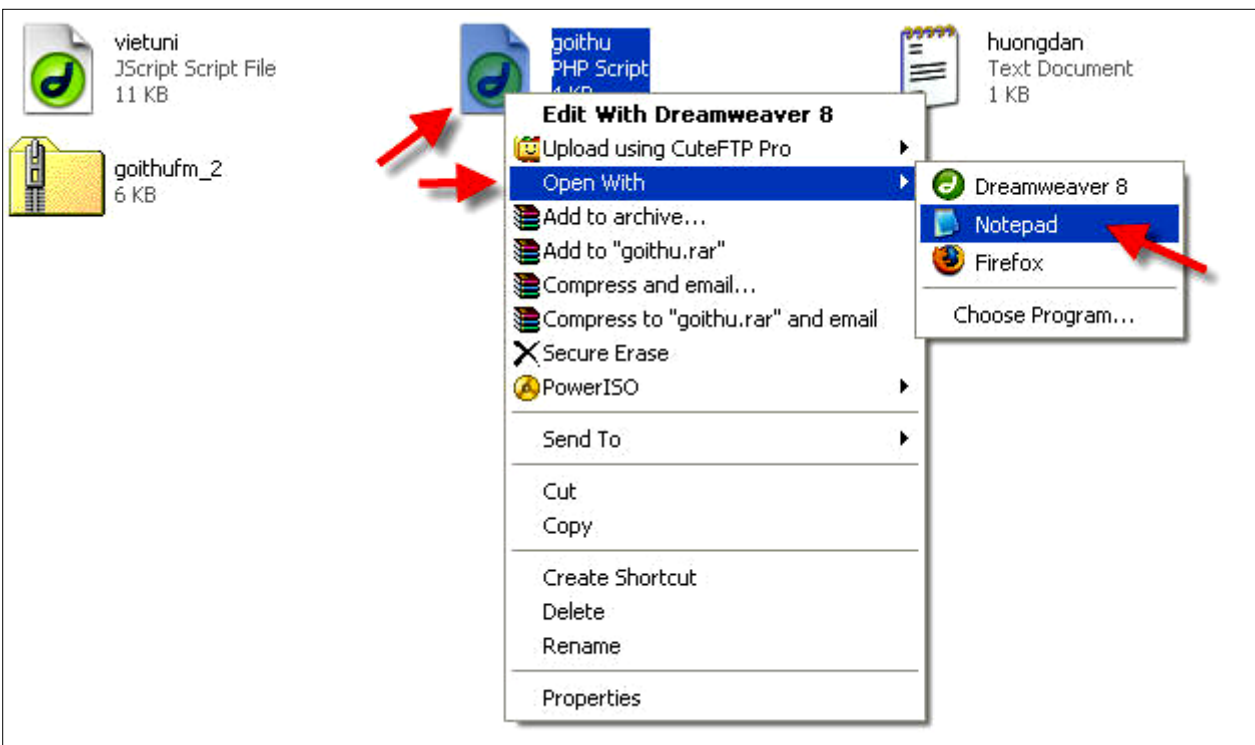 vietuni
JScript Script File
11 KB
goithu
PHP Script
4 KB
huongdan
Text Document
1 KB
goithufm_2
6 KB
Edit With Dreamweaver 8
Upload using CuteFTP Pro
Open With
Add to archive...
Add to "goithu.rar"
Compress and email...
Compress to "goithu.rar" and email
Secure Erase
PowerISO
Send To
Cut
Copy
Create Shortcut
Delete
Rename
Properties
Dreamweaver 8
Notepad
Firefox
Choose Program...